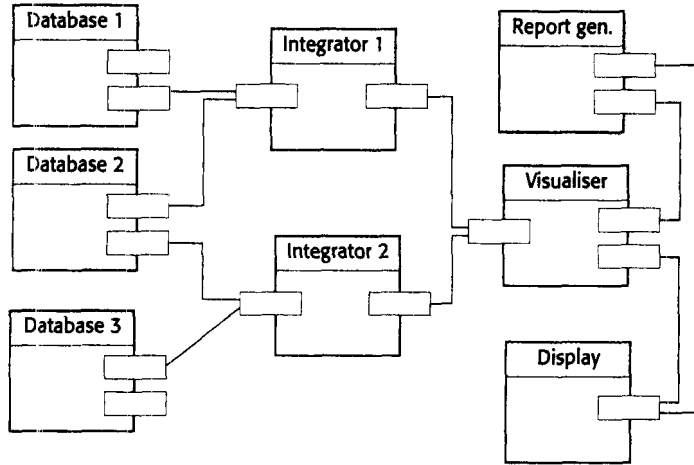 Database 1
Integrator 1
Report gen.
Database 2
Visualiser
Integrator 2
Database 3
Display